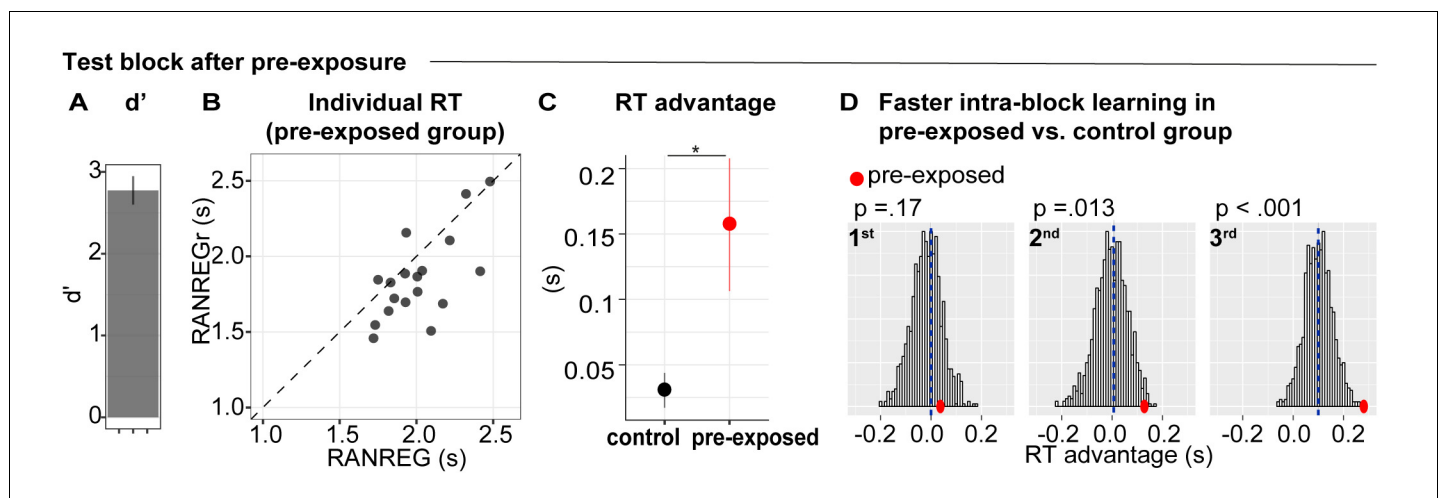 Test block after pre-exposure
A d'
3
2
1
0
d'
B Individual RT
(pre-exposed group)
2.5
2.0
1.5
1.0
RANREGr (s)
1.0 1.5 2.0 2.5
RANREG (s)
C RT advantage
*
0.2
0.15
0.1
0.05
(s)
control pre-exposed
D Faster intra-block learning in
pre-exposed vs. control group
pre-exposed
p =.17 p =.013 p < .001
1st 2nd 3rd
-0.2 0.0 0.2 -0.2 0.0 0.2 -0.2 0.0 0.2
RT advantage (s)